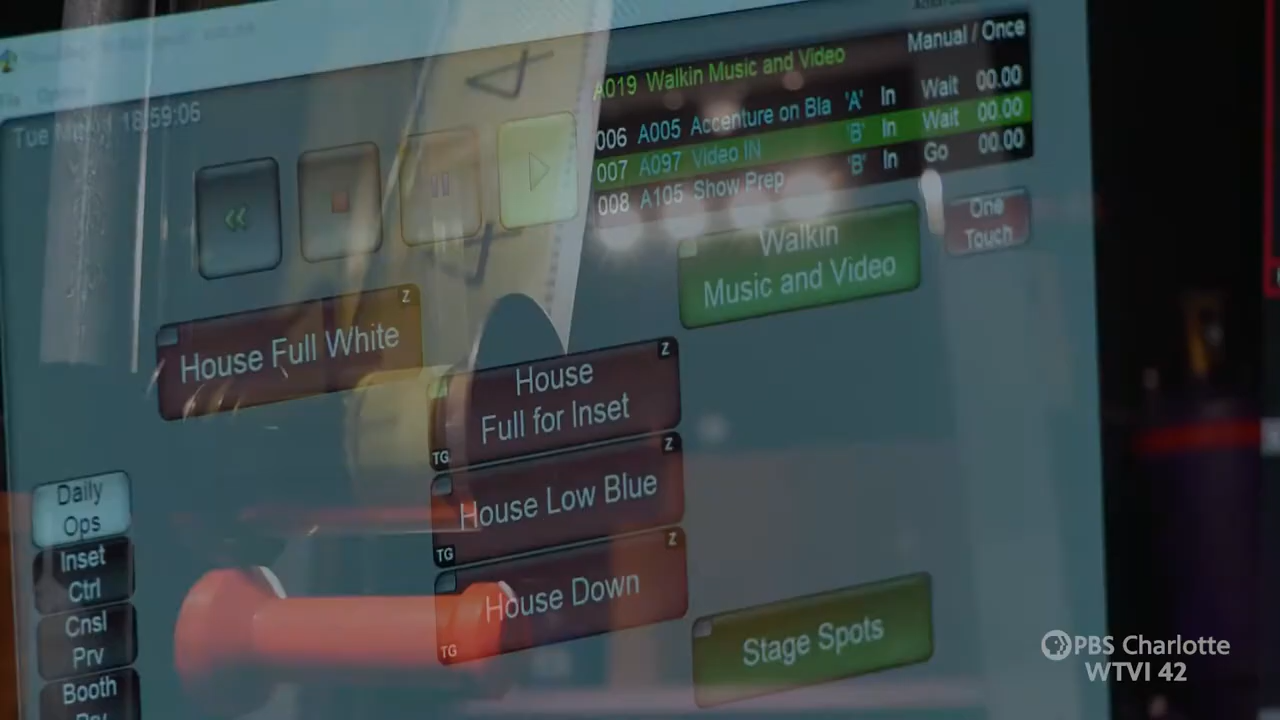 Manual / Once
A019 Walkin Music and Video
006 A005 Accenture on Bla 'A' In Wait 00.00
007 A097 Video IN 'B' In Wait 00.00
008 A105 Show Prep 'B' In Go 00.00
Tue 18:59:06
One
Touch
Walkin
Music and Video
Z
House Full White
Z
House
Full for Inset
TG
Z
House Low Blue
TG
Z
House Down
TG
Stage Spots
Daily
Ops
Inset
Ctrl
Cnsl
Prv
Booth
PBS Charlotte
WTVI 42